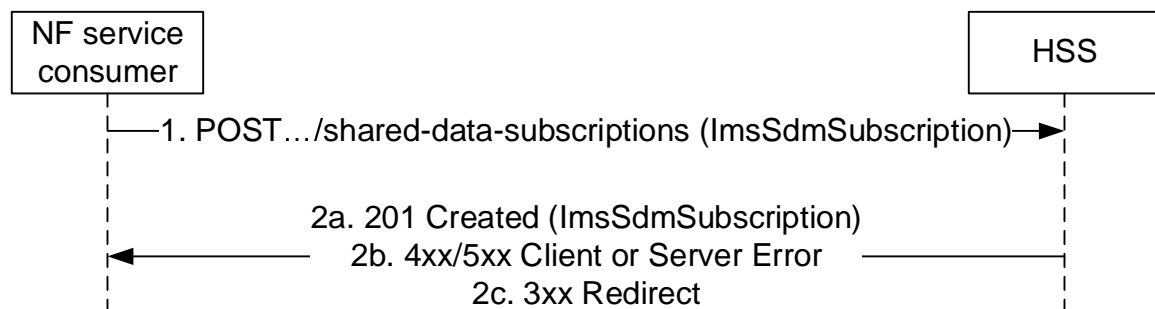 NF service
consumer
HSS
1. POST…/shared-data-subscriptions (ImsSdmSubscription)
2a. 201 Created (ImsSdmSubscription)
2b. 4xx/5xx Client or Server Error
2c. 3xx Redirect